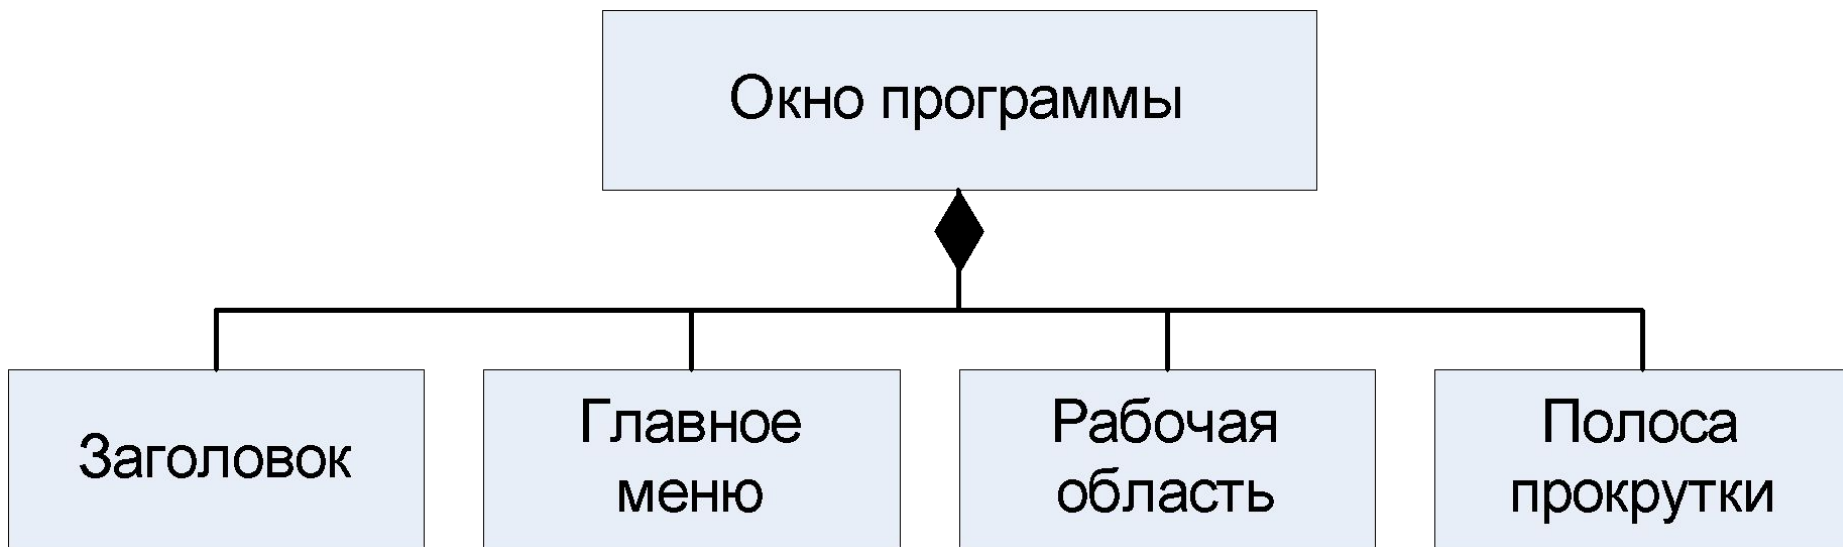 Окно программы
Заголовок
Главное
меню
Рабочая
область
Полоса
прокрутки